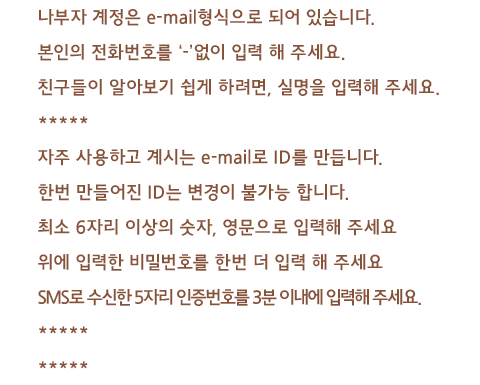 나부자 계정은 e-mail형식으로 되어 있습니다.
본인의 전화번호를 '-'없이 입력 해 주세요.
친구들이 알아보기 쉽게 하려면, 실명을 입력해 주세요.
*****
자주 사용하고 계시는 e-mail로 ID를 만듭니다.
한번 만들어진 ID는 변경이 불가능 합니다.
최소 6자리 이상의 숫자, 영문으로 입력해 주세요
위에 입력한 비밀번호를 한번 더 입력 해 주세요
SMS로 수신한 5자리 인증번호를 3분 이내에 입력해 주세요.
*****
*****